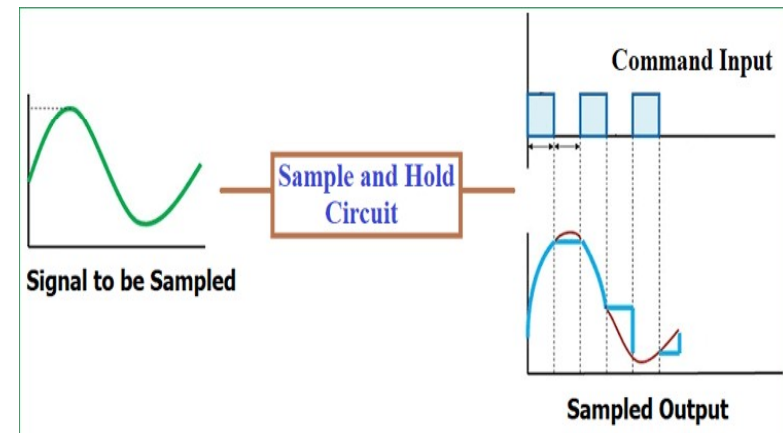 Command Input
Sample and Hold
Circuit
Signal to be Sampled
Sampled Output